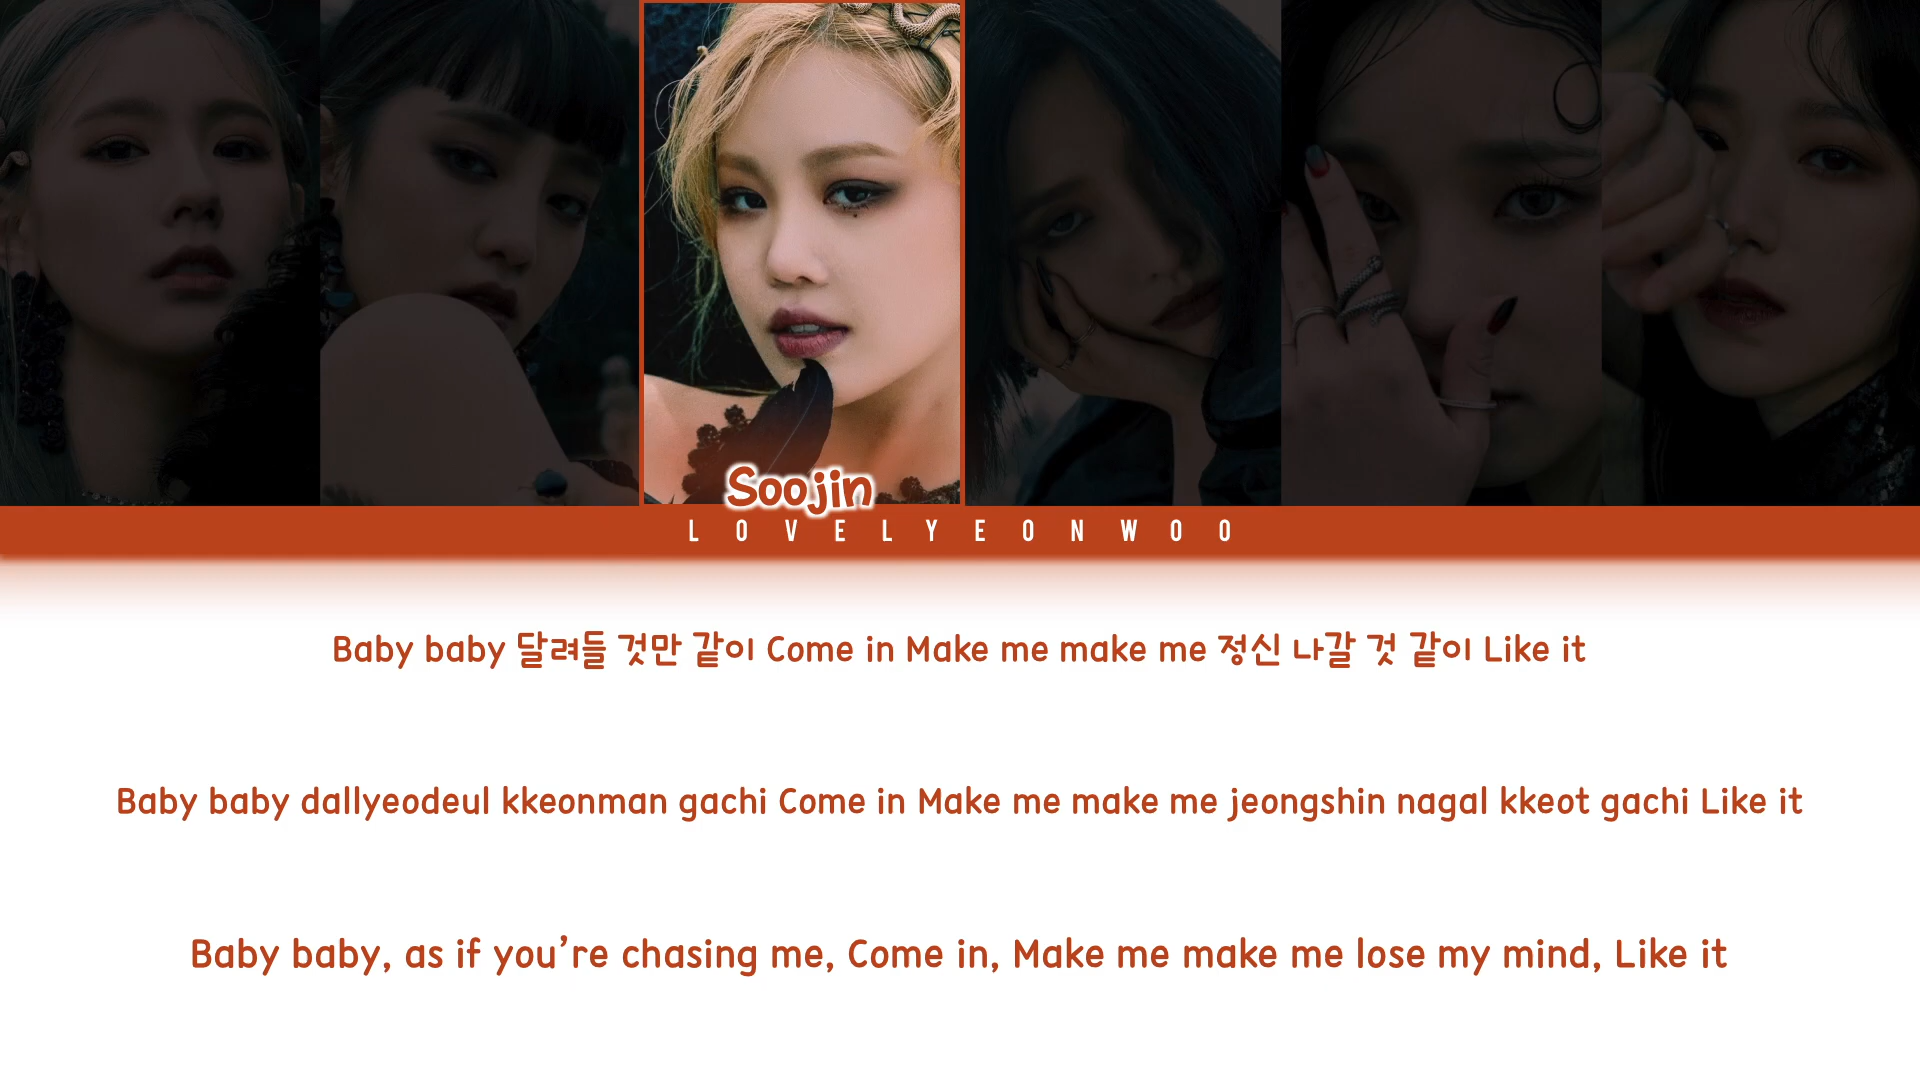 Soojin
LOVELYEONWOO
Baby baby 달려들 것만 같이 Come in Make me make me 정신 나갈 것 같이 Like it
Baby baby dallyeodeul kkeonman gachi Come in Make me make me jeongshin nagal kkeot gachi Like it
Baby baby, as if you’re chasing me, Come in, Make me make me lose my mind, Like it